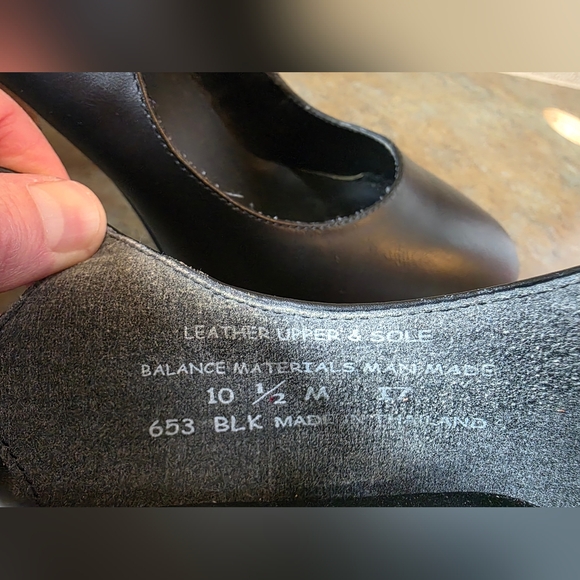 LEATHER UPPER & SOLE
BALANCE MATERIALS MAN MADE
10 ½ M
653 BLK MADE IN THAILAND